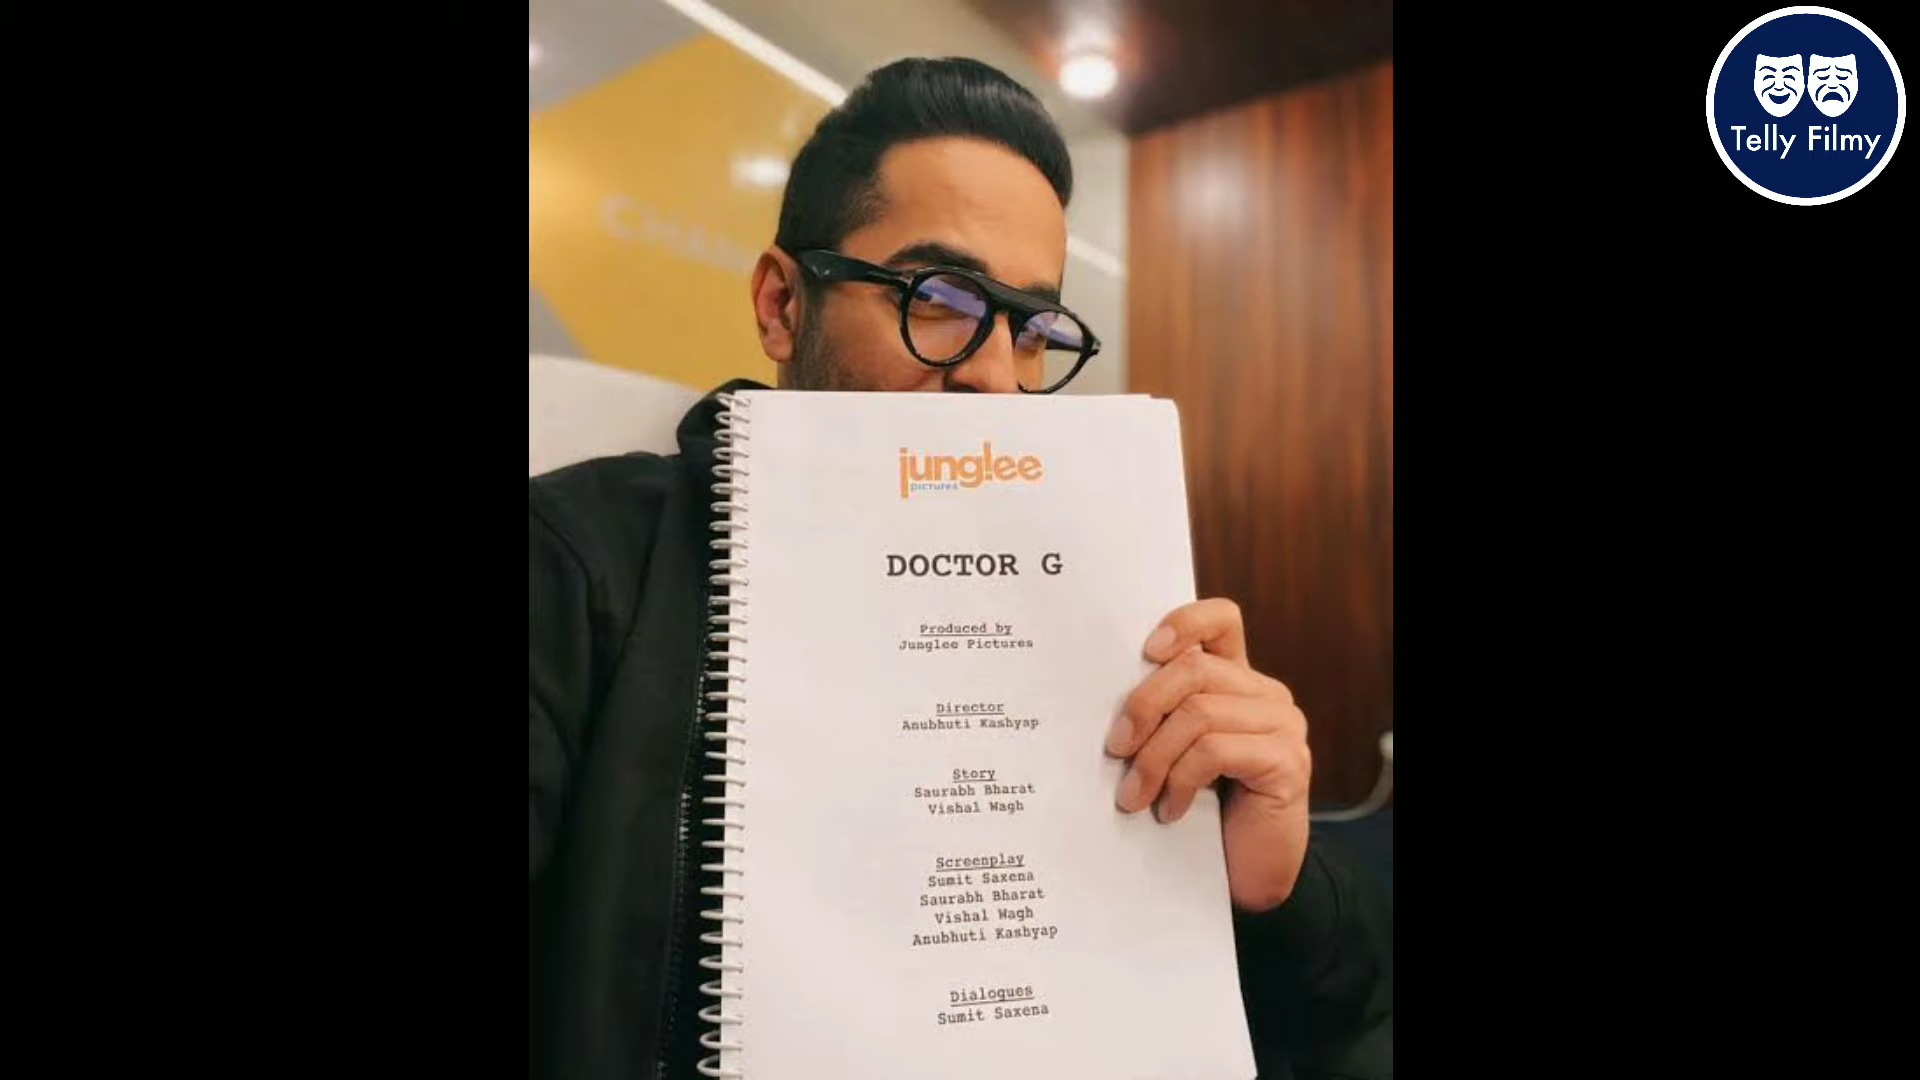 Telly Filmy
junglee
pictures
DOCTOR G
Produced by
Junglee Pictures
Director
Anubhuti Kashyap
Story
Saurabh Bharat
Vishal Wagh
Screenplay
Sumit Saxena
Saurabh Bharat
Vishal Wagh
Anubhuti Kashyap
Dialogues
Sumit Saxena